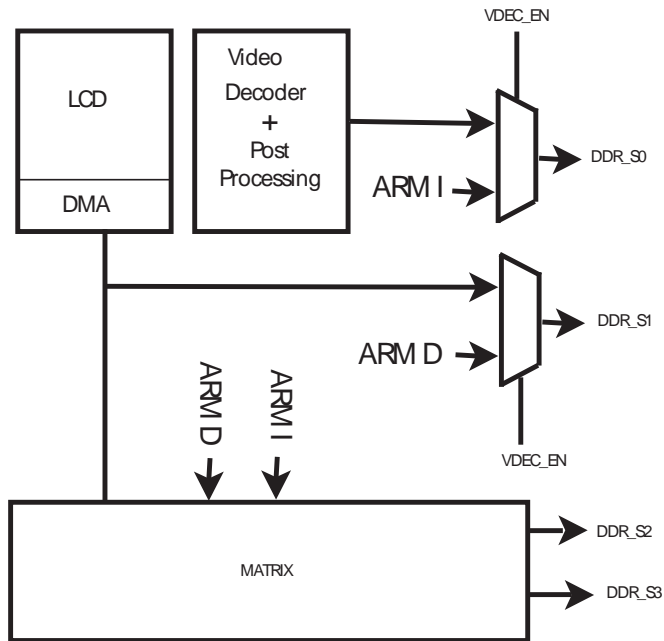 VDEC_EN
LCD
DMA
Video
Decoder
+
Post
Processing
ARM I
DDR_S0
ARM D
DDR_S1
VDEC_EN
ARM D
ARM I
MATRIX
DDR_S2
DDR_S3